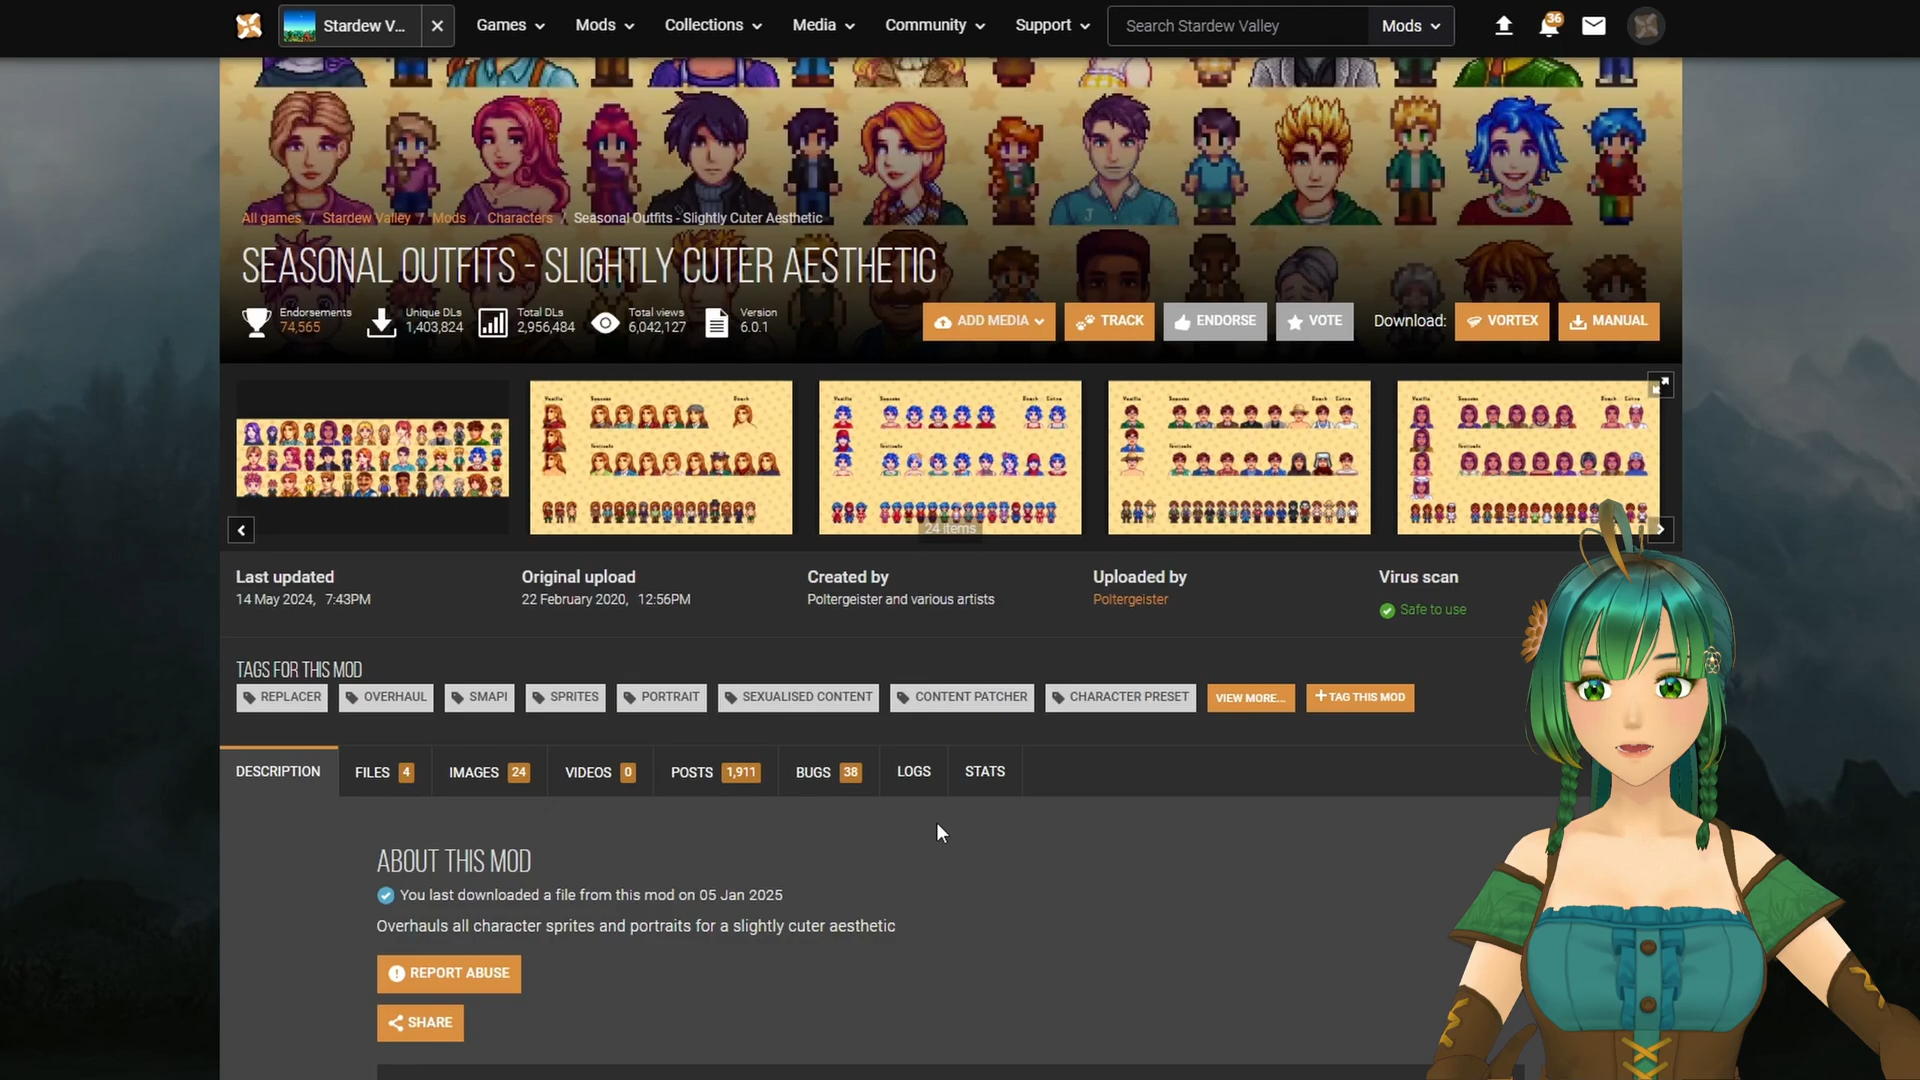 Stardew V...
Games
Mods
Collections
Media
Community
Support
Search Stardew Valley
Mods
36
All games / Stardew Valley / Mods / Characters / Seasonal Outfits - Slightly Cuter Aesthetic
SEASONAL OUTFITS - SLIGHTLY CUTER AESTHETIC
Endorsements
74,565
Unique DLs
1,403,824
Total DLs
2,956,484
Total views
6,042,127
Version
6.0.1
ADD MEDIA
TRACK
ENDORSE
VOTE
Download:
VORTEX
MANUAL
24 items
Last updated
14 May 2024, 7:43PM
Original upload
22 February 2020, 12:56PM
Created by
Poltergeister and various artists
Uploaded by
Poltergeister
Virus scan
Safe to use
TAGS FOR THIS MOD
REPLACER
OVERHAUL
SMAPI
SPRITES
PORTRAIT
SEXUALISED CONTENT
CONTENT PATCHER
CHARACTER PRESET
VIEW MORE...
+ TAG THIS MOD
DESCRIPTION
FILES 4
IMAGES 24
VIDEOS 0
POSTS 1,911
BUGS 38
LOGS
STATS
ABOUT THIS MOD
You last downloaded a file from this mod on 05 Jan 2025
Overhauls all character sprites and portraits for a slightly cuter aesthetic
REPORT ABUSE
SHARE